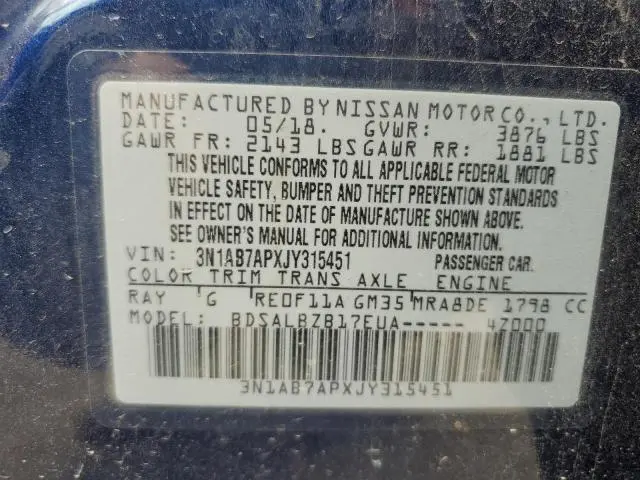 MANUFACTURED BY NISSAN MOTOR CO., LTD.
DATE: 05/18. GVWR: 3876 LBS
GAWR FR: 2143 LBS GAWR RR: 1881 LBS
THIS VEHICLE CONFORMS TO ALL APPLICABLE FEDERAL MOTOR
VEHICLE SAFETY, BUMPER AND THEFT PREVENTION STANDARDS
IN EFFECT ON THE DATE OF MANUFACTURE SHOWN ABOVE.
SEE OWNER'S MANUAL FOR ADDITIONAL INFORMATION.
VIN: 3N1AB7APXJY315451 PASSENGER CAR.
COLOR TRIM TRANS AXLE ENGINE
RAY G RE0F11A GM35 MRA8DE 1798 CC
MODEL: BDSALBZB17EUA----- 4Z000
3N1AB7APXJY315451